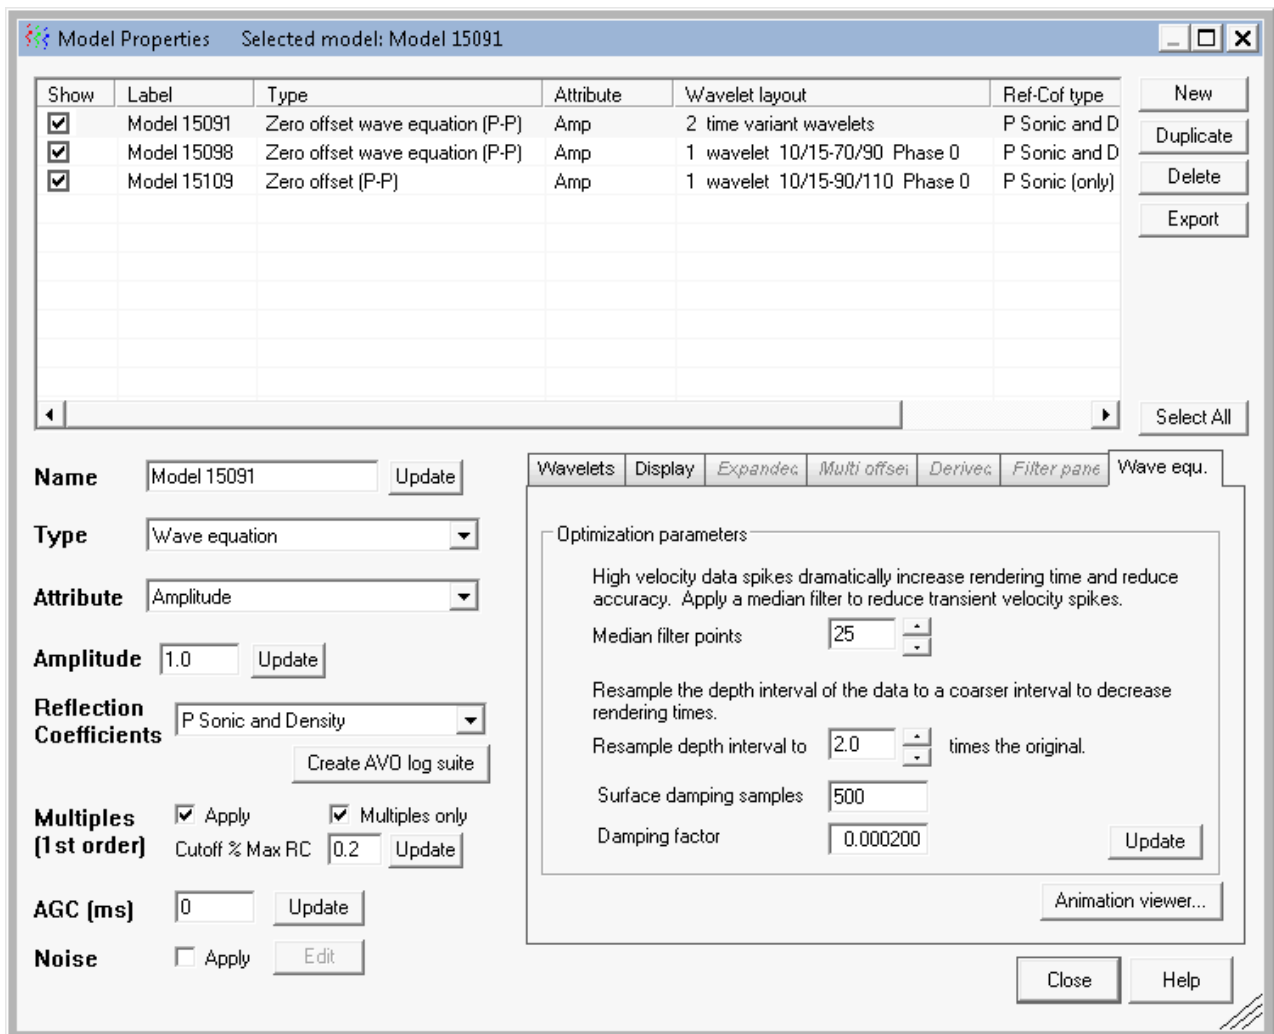 Model Properties Selected model: Model 15091
Show Label Type Attribute Wavelet layout Ref-Cof type
Model 15091 Zero offset wave equation (P-P) Amp 2 time variant wavelets P Sonic and D
Model 15098 Zero offset wave equation (P-P) Amp 1 wavelet 10/15-70/90 Phase 0 P Sonic and D
Model 15109 Zero offset (P-P) Amp 1 wavelet 10/15-90/110 Phase 0 P Sonic (only)
New
Duplicate
Delete
Export
Select All
Name Model 15091 Update
Type Wave equation
Attribute Amplitude
Amplitude 1.0 Update
Reflection
Coefficients P Sonic and Density
Create AVO log suite
Multiples
(1st order)
Apply Multiples only
Cutoff % Max RC 0.2 Update
AGC (ms) 0 Update
Noise Apply Edit
Wavelets Display Expandec Multi offset Derivec Filter pane Wave equ.
Optimization parameters
High velocity data spikes dramatically increase rendering time and reduce
accuracy. Apply a median filter to reduce transient velocity spikes.
Median filter points 25
Resample the depth interval of the data to a coarser interval to decrease
rendering times.
Resample depth interval to 2.0 times the original.
Surface damping samples 500
Damping factor 0.000200
Update
Animation viewer...
Close Help